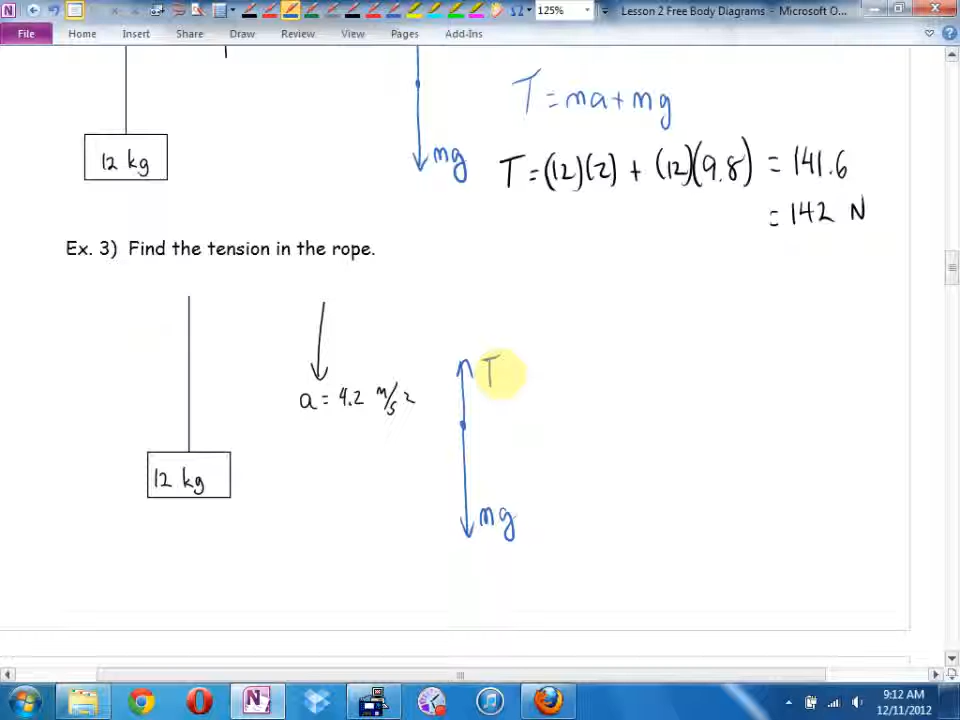 125%
Lesson 2 Free Body Diagrams - Microsoft O...
File Home Insert Share Draw Review View Pages Add-Ins
12 kg
mg
T = ma + mg
T = (12)(2) + (12)(9.8) = 141.6
= 142 N
Ex. 3) Find the tension in the rope.
T
a = 4.2 m/s 2
12 kg
mg
9:12 AM
12/11/2012